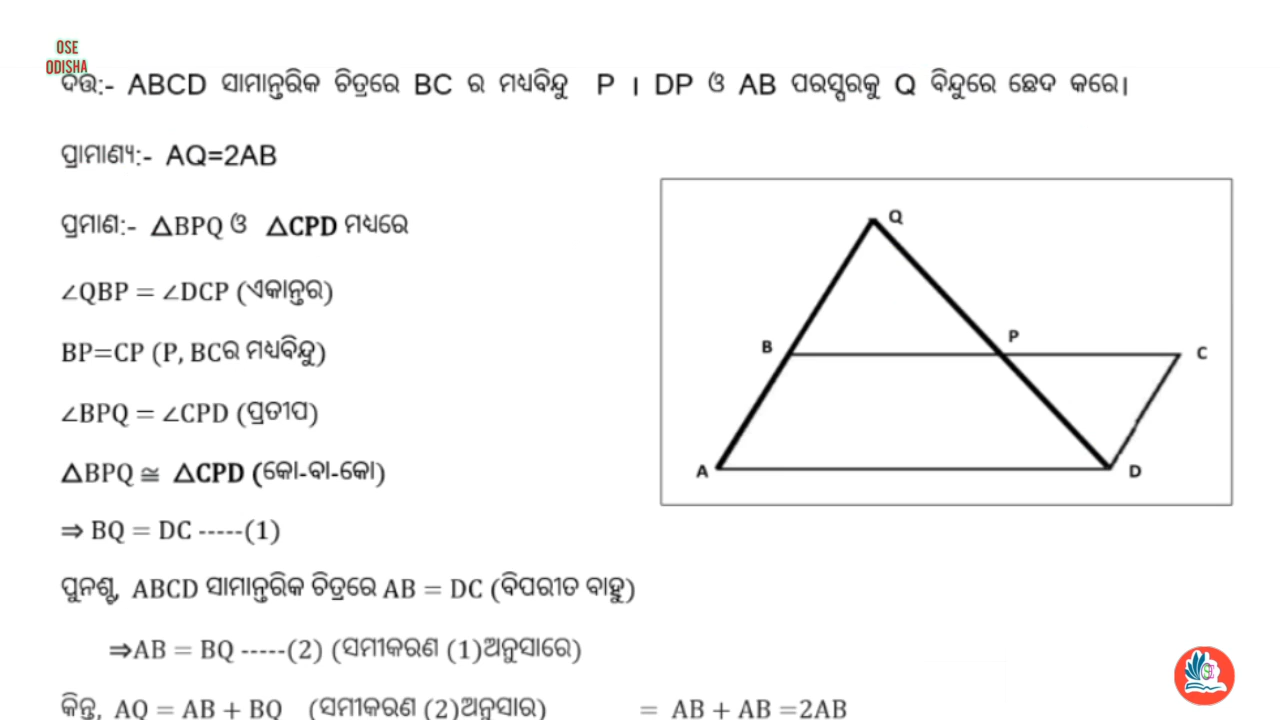 OSE
ODISHA
ଦତ୍ତ:- ABCD ସାମାନ୍ତରିକ ଚିତ୍ରରେ BC ର ମଧ୍ୟବିନ୍ଦୁ P । DP ଓ AB ପରସ୍ପରକୁ Q ବିନ୍ଦୁରେ ଛେଦ କରେ।
ପ୍ରାମାଣ୍ୟ:- AQ=2AB
ପ୍ରମାଣ:- △BPQ ଓ △CPD ମଧ୍ୟରେ
∠QBP = ∠DCP (ଏକାନ୍ତର)
BP=CP (P, BCର ମଧ୍ୟବିନ୍ଦୁ)
∠BPQ = ∠CPD (ପ୍ରତୀପ)
△BPQ ≅ △CPD (କୋ-ବା-କୋ)
⇒ BQ = DC -----(1)
ପୁନଶ୍ଚ, ABCD ସାମାନ୍ତରିକ ଚିତ୍ରରେ AB = DC (ବିପରୀତ ବାହୁ)
⇒AB = BQ -----(2) (ସମୀକରଣ (1)ଅନୁସାରେ)
କିନ୍ତୁ, AQ = AB + BQ (ସମୀକରଣ (2)ଅନୁସାର) = AB + AB =2AB
Q
B
P
C
A
D